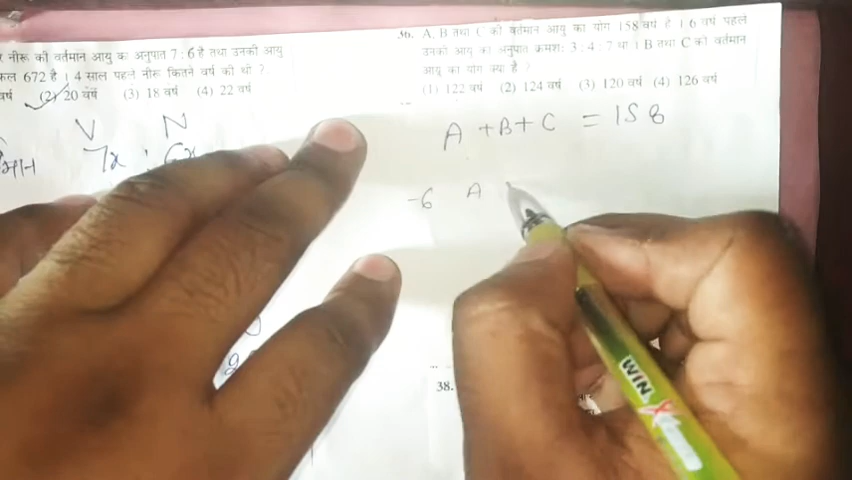 नीरू की वर्तमान आयु का अनुपात 7 : 6 है तथा उनकी आयु
672 है । 4 साल पहले नीरू कितने वर्ष की थी ?
वर्ष (2) 20 वर्ष (3) 18 वर्ष (4) 22 वर्ष
V N
7x : 6x
36. A, B तथा C की वर्तमान आयु का योग 158 वर्ष है । 6 वर्ष पहले
उनकी आयु का अनुपात क्रमशः 3 : 4 : 7 था । B तथा C की वर्तमान
आयु का योग क्या है ?
(1) 122 वर्ष (2) 124 वर्ष (3) 120 वर्ष (4) 126 वर्ष
A + B + C = 158
-6 A
38.
WIN